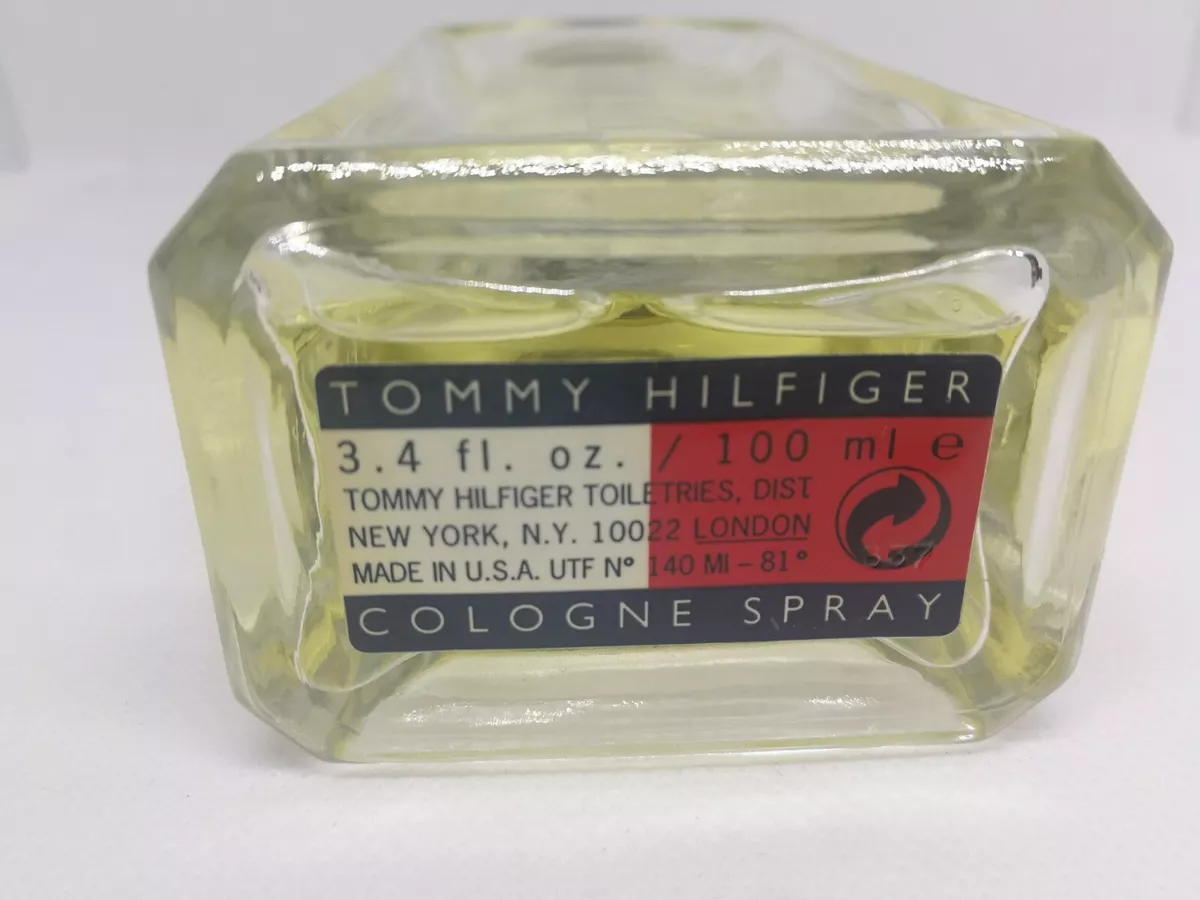 TOMMY HILFIGER
3.4 fl. oz. / 100 ml ℮
TOMMY HILFIGER TOILETRIES, DIST.
NEW YORK, N.Y. 10022 LONDON
MADE IN U.S.A. UTF Nº 140 MI – 81°
COLOGNE SPRAY